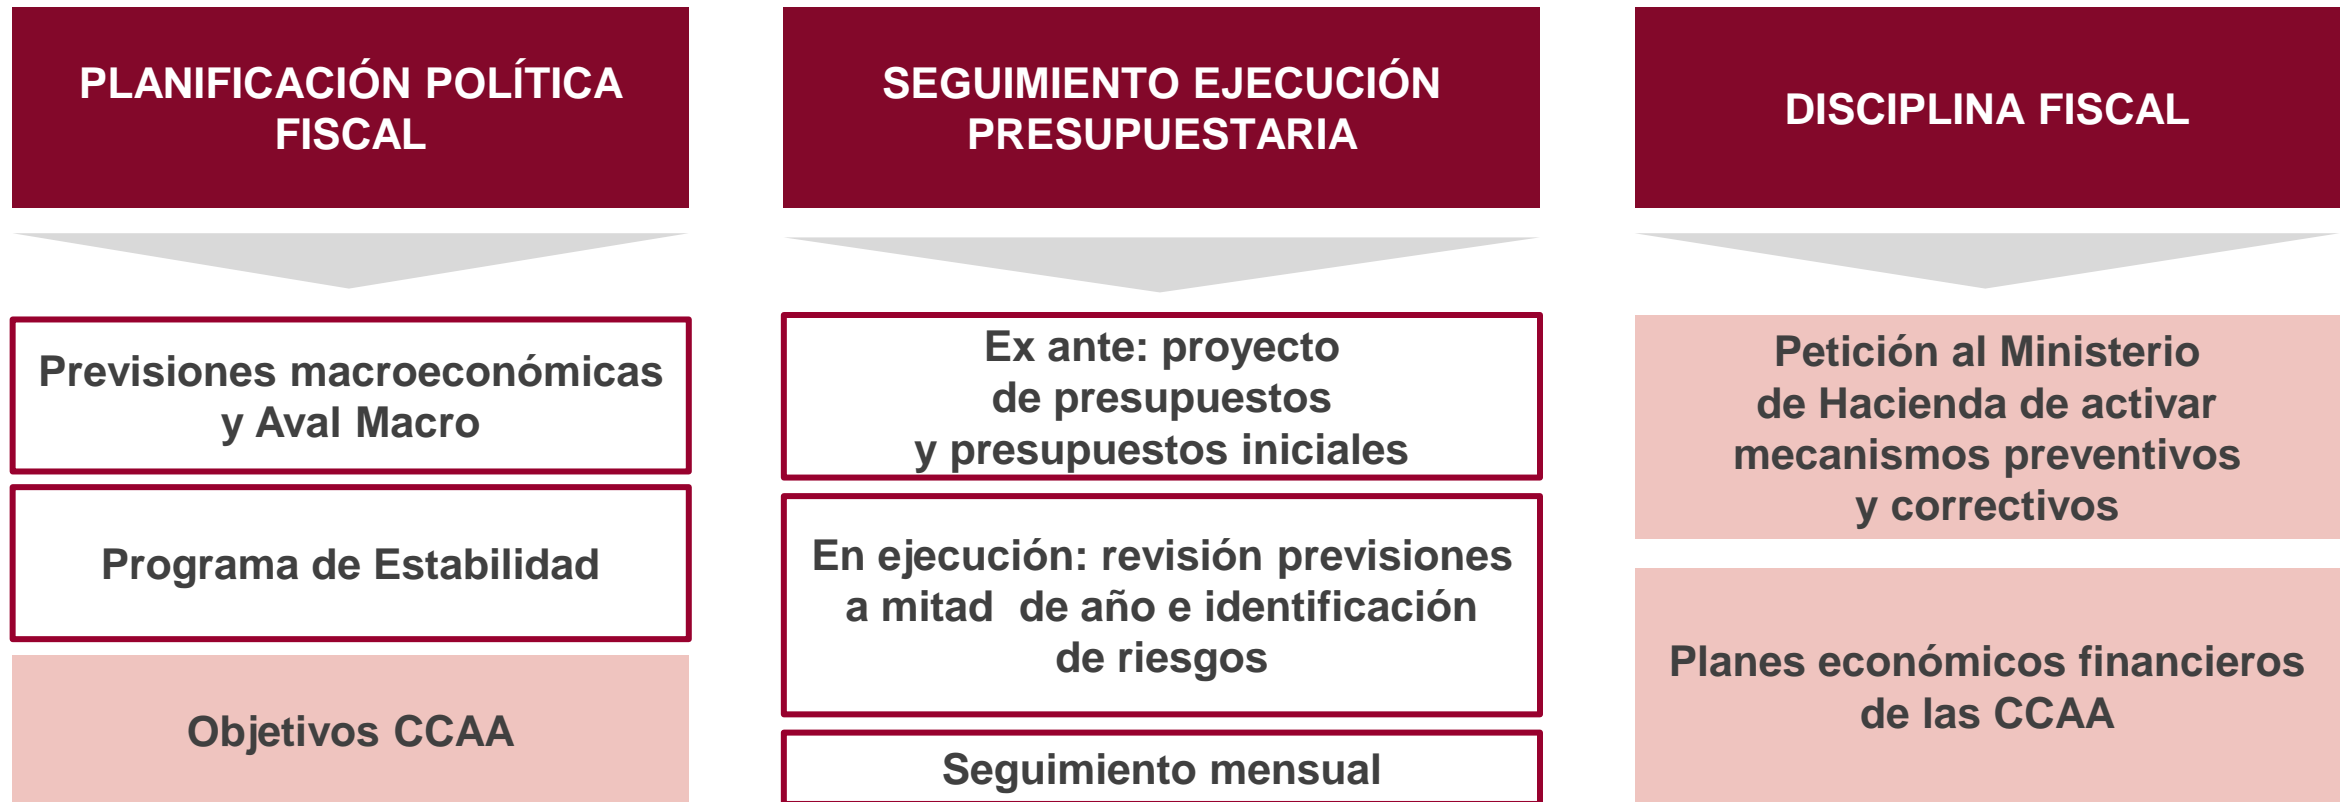 PLANIFICACIÓN POLÍTICA
FISCAL
Previsiones macroeconómicas
y Aval Macro
Programa de Estabilidad
Objetivos CCAA
SEGUIMIENTO EJECUCIÓN
PRESUPUESTARIA
Ex ante: proyecto
de presupuestos
y presupuestos iniciales
En ejecución: revisión previsiones
a mitad de año e identificación
de riesgos
Seguimiento mensual
DISCIPLINA FISCAL
Petición al Ministerio
de Hacienda de activar
mecanismos preventivos
y correctivos
Planes económicos financieros
de las CCAA